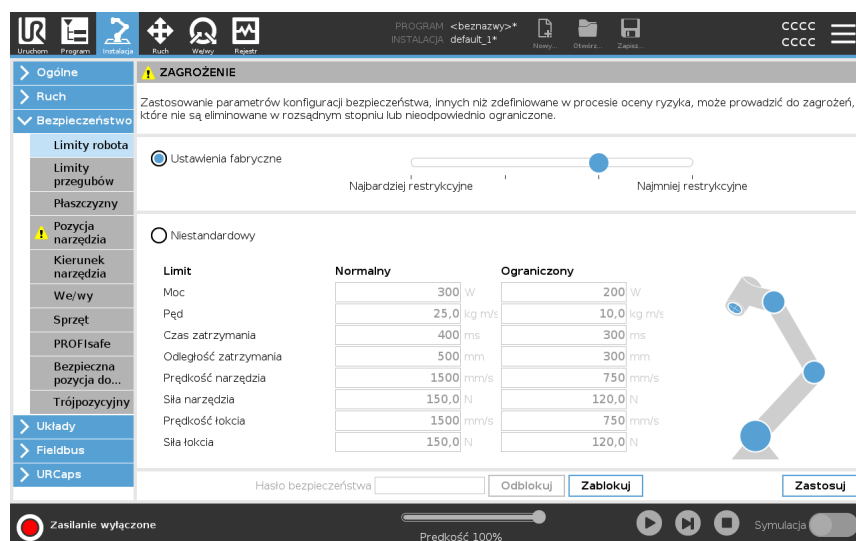 PROGRAM <beznazwy>*
INSTALACJA default_1*
Uruchom Program Instalacja Ruch We/wy Rejestr Nowy... Otwórz... Zapisz...
cccc
cccc
Ogólne
Ruch
Bezpieczeństwo
Limity robota
Limity
przegubów
Płaszczyzny
Pozycja
narzędzia
Kierunek
narzędzia
We/wy
Sprzęt
PROFIsafe
Bezpieczna
pozycja do...
Trójpozycyjny
Układy
Fieldbus
URCaps
ZAGROŻENIE
Zastosowanie parametrów konfiguracji bezpieczeństwa, innych niż zdefiniowane w procesie oceny ryzyka, może prowadzić do zagrożeń,
które nie są eliminowane w rozsądnym stopniu lub nieodpowiednio ograniczone.
Ustawienia fabryczne
Najbardziej restrykcyjne Najmniej restrykcyjne
Niestandardowy
Limit Normalny Ograniczony
Moc 300 W 200 W
Pęd 25,0 kg m/s 10,0 kg m/s
Czas zatrzymania 400 ms 300 ms
Odległość zatrzymania 500 mm 300 mm
Prędkość narzędzia 1500 mm/s 750 mm/s
Siła narzędzia 150,0 N 120,0 N
Prędkość łokcia 1500 mm/s 750 mm/s
Siła łokcia 150,0 N 120,0 N
Hasło bezpieczeństwa Odblokuj Zablokuj Zastosuj
Zasilanie wyłączone
Prędkość 100%
Symulacja